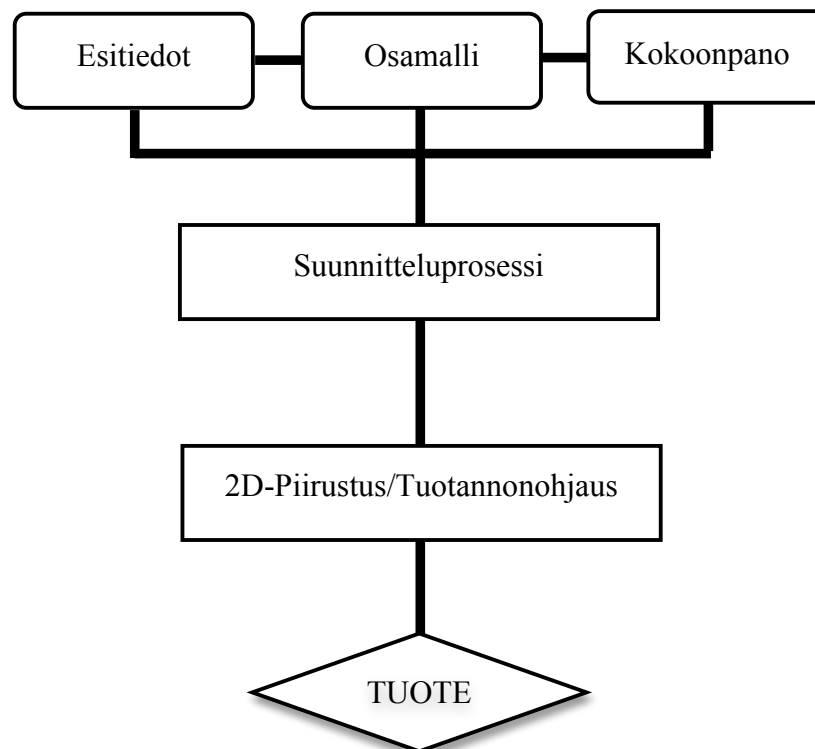 Esitiedot
Osamalli
Kokoonpano
Suunnitteluprosessi
2D-Piirustus/Tuotannonohjaus
TUOTE